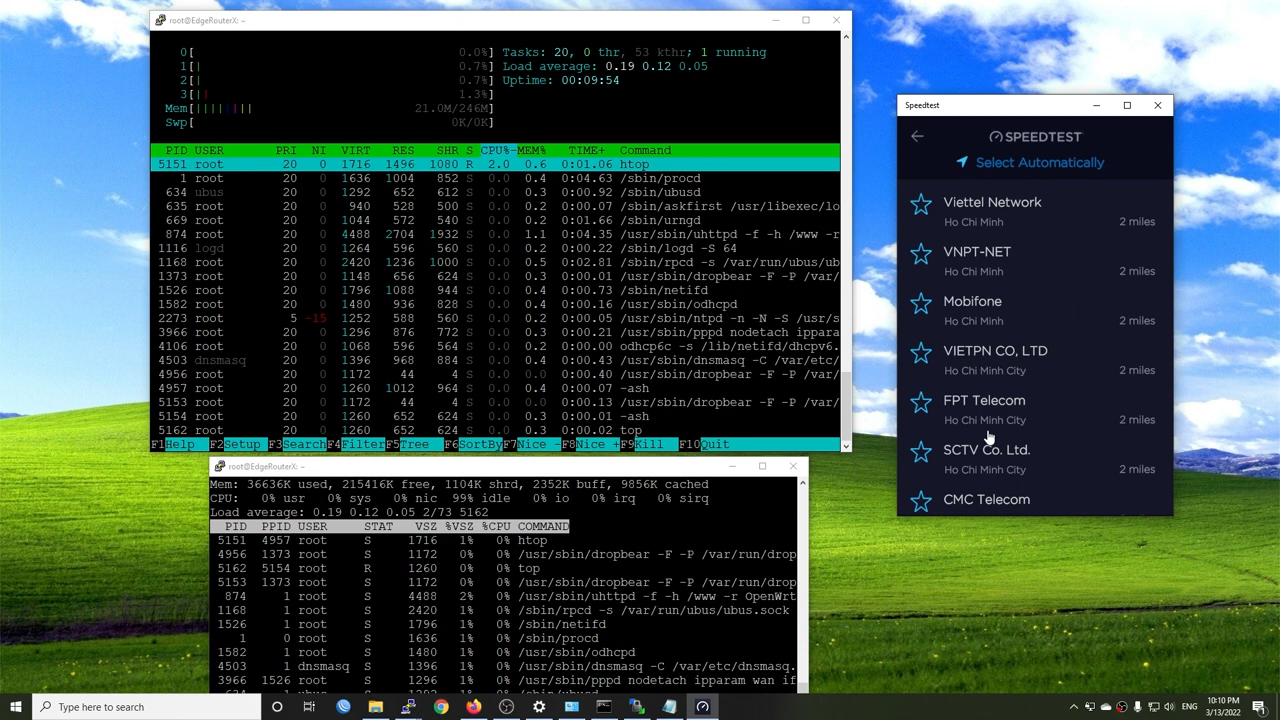 root@EdgeRouterX: ~
0[ 0.0%] Tasks: 20, 0 thr, 53 kthr; 1 running
1[| 0.7%] Load average: 0.19 0.12 0.05
2[| 0.7%] Uptime: 00:09:54
3[|| 1.3%]
Mem[|||||||||| 21.0M/246M]
Swp[ 0K/0K]
PID USER PRI NI VIRT RES SHR S CPU%-MEM% TIME+ Command
5151 root 20 0 1716 1496 1080 R 2.0 0.6 0:01.06 htop
1 root 20 0 1636 1004 852 S 0.0 0.4 0:04.63 /sbin/procd
634 ubus 20 0 1292 652 612 S 0.0 0.3 0:00.92 /sbin/ubusd
635 root 20 0 940 528 500 S 0.0 0.2 0:00.07 /sbin/askfirst /usr/libexec/lo
669 root 20 0 1044 572 540 S 0.0 0.2 0:01.66 /sbin/urngd
874 root 20 0 4488 2704 1932 S 0.0 1.1 0:04.35 /usr/sbin/uhttpd -f -h /www -r
1116 logd 20 0 1264 596 560 S 0.0 0.2 0:00.22 /sbin/logd -S 64
1168 root 20 0 2420 1236 1000 S 0.0 0.5 0:02.81 /sbin/rpcd -s /var/run/ubus/ub
1373 root 20 0 1148 656 624 S 0.0 0.3 0:00.01 /usr/sbin/dropbear -F -P /var/
1526 root 20 0 1796 1088 944 S 0.0 0.4 0:00.73 /sbin/netifd
1582 root 20 0 1480 936 828 S 0.0 0.4 0:00.16 /usr/sbin/odhcpd
2273 root 5 -15 1252 588 560 S 0.0 0.2 0:00.05 /usr/sbin/ntpd -n -N -S /usr/s
3966 root 20 0 1296 876 772 S 0.0 0.3 0:00.21 /usr/sbin/pppd nodetach ippara
4106 root 20 0 1068 596 564 S 0.0 0.2 0:00.00 odhcp6c -s /lib/netifd/dhcpv6.
4503 dnsmasq 20 0 1396 968 884 S 0.0 0.4 0:00.43 /usr/sbin/dnsmasq -C /var/etc/
4956 root 20 0 1172 44 4 S 0.0 0.0 0:00.40 /usr/sbin/dropbear -F -P /var/
4957 root 20 0 1260 1012 964 S 0.0 0.4 0:00.07 -ash
5153 root 20 0 1172 44 4 S 0.0 0.0 0:00.13 /usr/sbin/dropbear -F -P /var/
5154 root 20 0 1260 652 624 S 0.0 0.3 0:00.01 -ash
5162 root 20 0 1260 652 624 S 0.0 0.3 0:00.02 top
F1Help F2Setup F3SearchF4FilterF5Tree F6SortByF7Nice -F8Nice +F9Kill F10Quit
root@EdgeRouterX: ~
Mem: 36636K used, 215416K free, 1104K shrd, 2352K buff, 9856K cached
CPU: 0% usr 0% sys 0% nic 99% idle 0% io 0% irq 0% sirq
Load average: 0.19 0.12 0.05 2/73 5162
PID PPID USER STAT VSZ %VSZ %CPU COMMAND
5151 4957 root S 1716 1% 0% htop
4956 1373 root S 1172 0% 0% /usr/sbin/dropbear -F -P /var/run/drop
5162 5154 root R 1260 0% 0% top
5153 1373 root S 1172 0% 0% /usr/sbin/dropbear -F -P /var/run/drop
874 1 root S 4488 2% 0% /usr/sbin/uhttpd -f -h /www -r OpenWrt
1168 1 root S 2420 1% 0% /sbin/rpcd -s /var/run/ubus/ubus.sock
1526 1 root S 1796 1% 0% /sbin/netifd
1 0 root S 1636 1% 0% /sbin/procd
1582 1 root S 1480 1% 0% /usr/sbin/odhcpd
4503 1 dnsmasq S 1396 1% 0% /usr/sbin/dnsmasq -C /var/etc/dnsmasq.
3966 1526 root S 1296 1% 0% /usr/sbin/pppd nodetach ipparam wan if
634 1 ubus S 1292 1% 0% /sbin/ubusd
Speedtest
SPEEDTEST
Select Automatically
Viettel Network
Ho Chi Minh 2 miles
VNPT-NET
Ho Chi Minh 2 miles
Mobifone
Ho Chi Minh 2 miles
VIETPN CO, LTD
Ho Chi Minh City 2 miles
FPT Telecom
Ho Chi Minh City 2 miles
SCTV Co. Ltd.
Ho Chi Minh City 2 miles
CMC Telecom
Type here to search
ENG
10:10 PM
3/13/2022